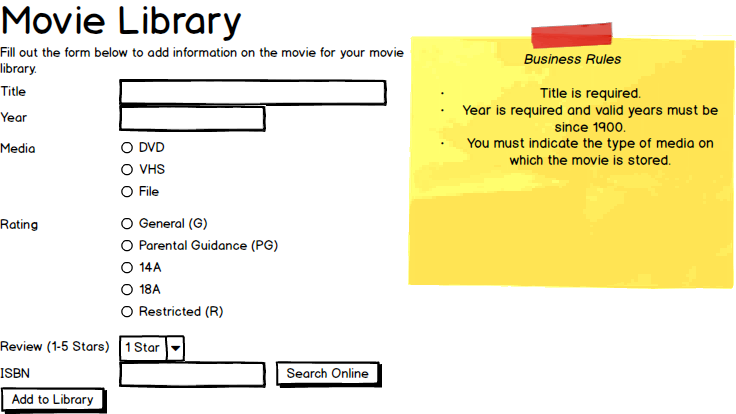 Movie Library
Fill out the form below to add information on the movie for your movie
library.
Title
Year
Media
DVD
VHS
File
Rating
General (G)
Parental Guidance (PG)
14A
18A
Restricted (R)
Review (1-5 Stars) 1 Star
ISBN Search Online
Add to Library
Business Rules
· Title is required.
· Year is required and valid years must be
since 1900.
· You must indicate the type of media on
which the movie is stored.